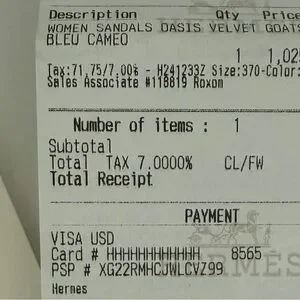 Description Qty Price
WOMEN SANDALS OASIS VELVET GOATS
BLEU CAMEO
1 1,02
Tax:71,75/7.00% - H241233Z Size:370-Color:
Sales Associate #118819 Roxom
Number of items : 1
Subtotal
Total TAX 7.0000% CL/FW
Total Receipt
PAYMENT
VISA USD
Card # HHHHHHHHHHHH 8565
PSP # XG22RMHCJWLCVZ99
Hermes
HERMÈS